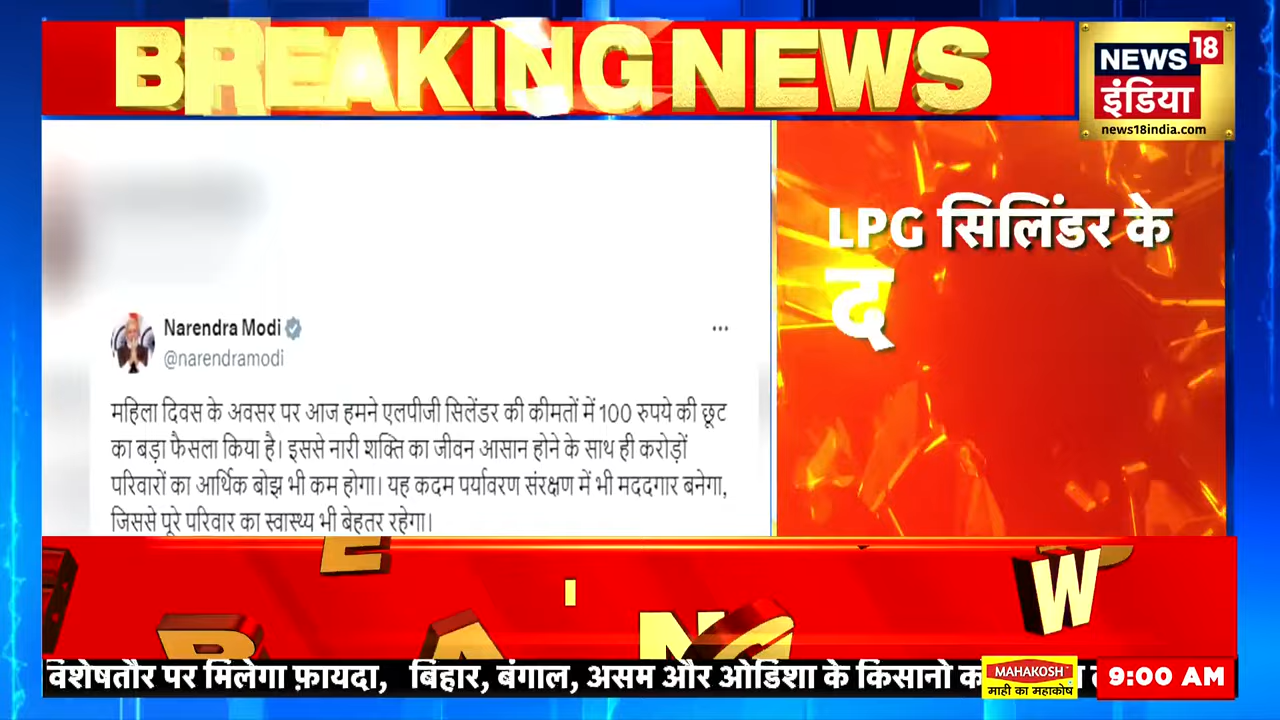 BREAKING NEWS
NEWS 18
इंडिया
news18india.com
Narendra Modi
@narendramodi
महिला दिवस के अवसर पर आज हमने एलपीजी सिलेंडर की कीमतों में 100 रुपये की छूट
का बड़ा फैसला किया है। इससे नारी शक्ति का जीवन आसान होने के साथ ही करोड़ों
परिवारों का आर्थिक बोझ भी कम होगा। यह कदम पर्यावरण संरक्षण में भी मददगार बनेगा,
जिससे पूरे परिवार का स्वास्थ्य भी बेहतर रहेगा।
LPG सिलिंडर के
द
E
W
R A N G
विशेषतौर पर मिलेगा फ़ायदा, बिहार, बंगाल, असम और ओडिशा के किसानो
MAHAKOSH
माही का महाकोष
9:00 AM